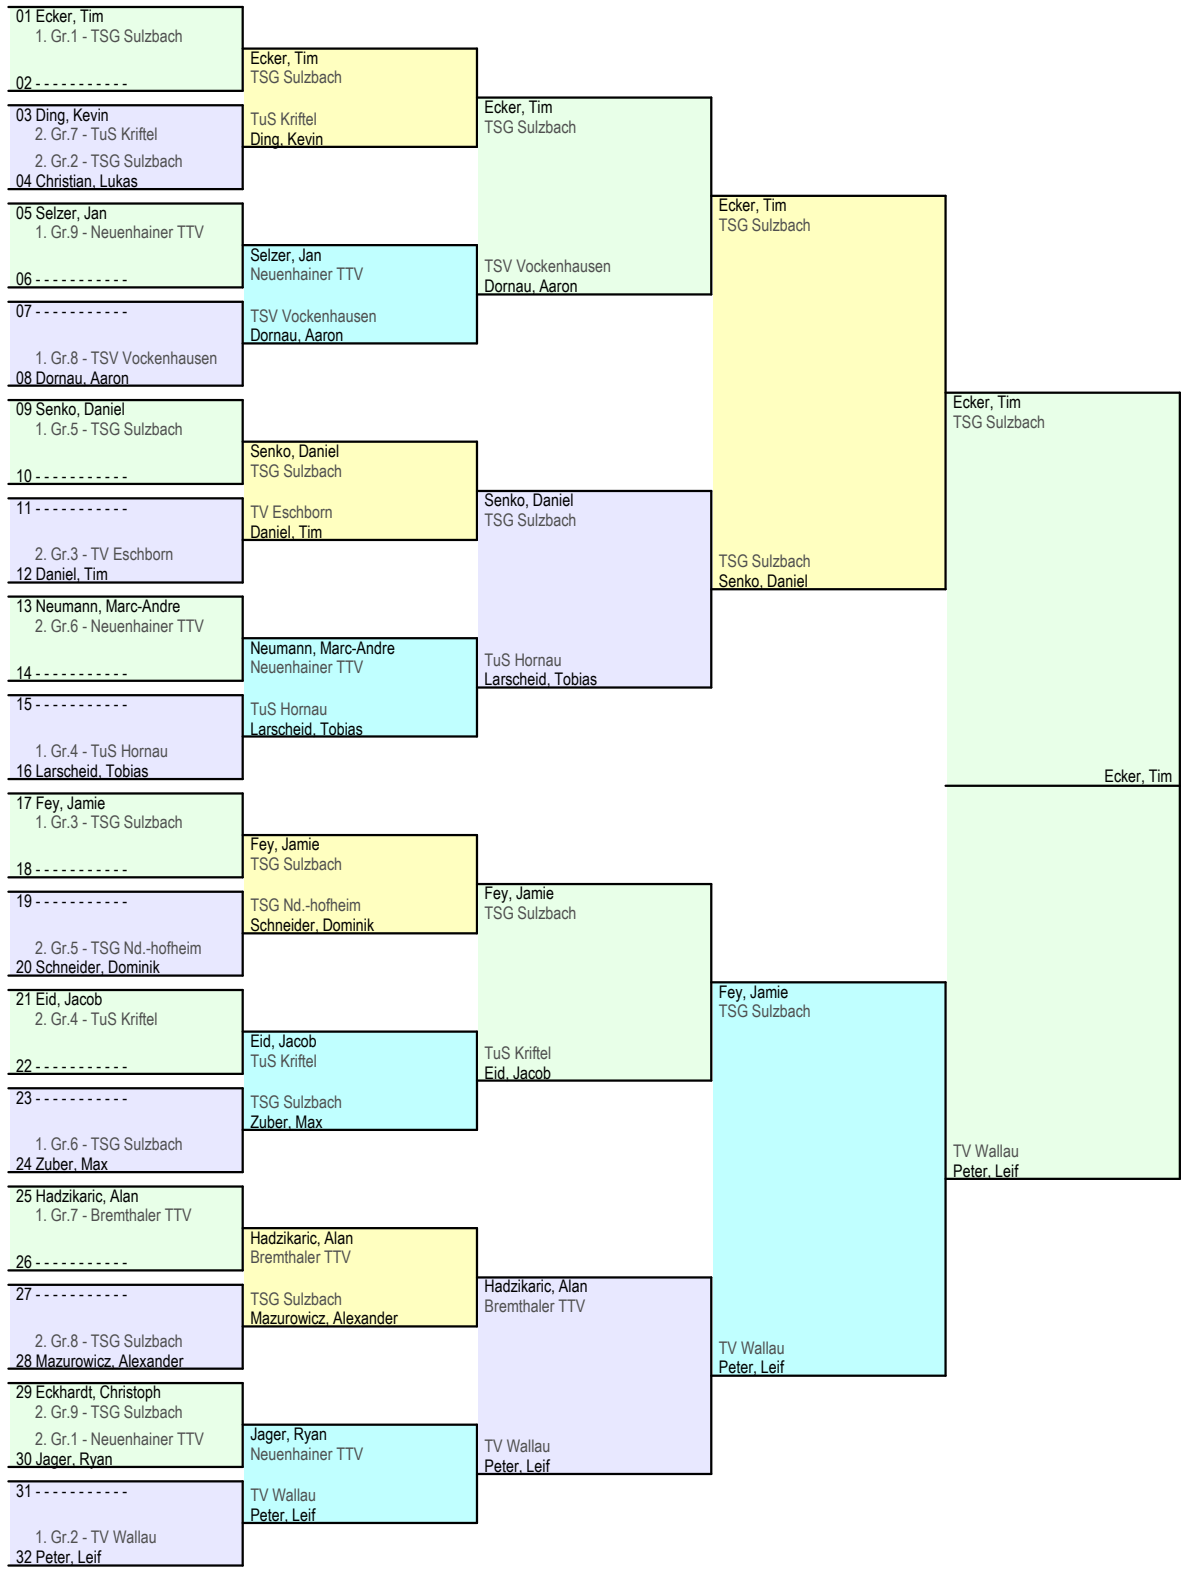 01 Ecker, Tim
1. Gr.1 - TSG Sulzbach
02 - - - - - - - - - - -
03 Ding, Kevin
2. Gr.7 - TuS Kriftel
2. Gr.2 - TSG Sulzbach
04 Christian, Lukas
05 Selzer, Jan
1. Gr.9 - Neuenhainer TTV
06 - - - - - - - - - - -
07 - - - - - - - - - - -
1. Gr.8 - TSV Vockenhausen
08 Dornau, Aaron
09 Senko, Daniel
1. Gr.5 - TSG Sulzbach
10 - - - - - - - - - - -
11 - - - - - - - - - - -
2. Gr.3 - TV Eschborn
12 Daniel, Tim
13 Neumann, Marc-Andre
2. Gr.6 - Neuenhainer TTV
14 - - - - - - - - - - -
15 - - - - - - - - - - -
1. Gr.4 - TuS Hornau
16 Larscheid, Tobias
17 Fey, Jamie
1. Gr.3 - TSG Sulzbach
18 - - - - - - - - - - -
19 - - - - - - - - - - -
2. Gr.5 - TSG Nd.-hofheim
20 Schneider, Dominik
21 Eid, Jacob
2. Gr.4 - TuS Kriftel
22 - - - - - - - - - - -
23 - - - - - - - - - - -
1. Gr.6 - TSG Sulzbach
24 Zuber, Max
25 Hadzikaric, Alan
1. Gr.7 - Bremthaler TTV
26 - - - - - - - - - - -
27 - - - - - - - - - - -
2. Gr.8 - TSG Sulzbach
28 Mazurowicz, Alexander
29 Eckhardt, Christoph
2. Gr.9 - TSG Sulzbach
2. Gr.1 - Neuenhainer TTV
30 Jager, Ryan
31 - - - - - - - - - - -
1. Gr.2 - TV Wallau
32 Peter, Leif
Ecker, Tim
TSG Sulzbach
TuS Kriftel
Ding, Kevin
Selzer, Jan
Neuenhainer TTV
TSV Vockenhausen
Dornau, Aaron
Senko, Daniel
TSG Sulzbach
TV Eschborn
Daniel, Tim
Neumann, Marc-Andre
Neuenhainer TTV
TuS Hornau
Larscheid, Tobias
Fey, Jamie
TSG Sulzbach
TSG Nd.-hofheim
Schneider, Dominik
Eid, Jacob
TuS Kriftel
TSG Sulzbach
Zuber, Max
Hadzikaric, Alan
Bremthaler TTV
TSG Sulzbach
Mazurowicz, Alexander
Jager, Ryan
Neuenhainer TTV
TV Wallau
Peter, Leif
Ecker, Tim
TSG Sulzbach
TSV Vockenhausen
Dornau, Aaron
Senko, Daniel
TSG Sulzbach
TuS Hornau
Larscheid, Tobias
Fey, Jamie
TSG Sulzbach
TuS Kriftel
Eid, Jacob
Hadzikaric, Alan
Bremthaler TTV
TV Wallau
Peter, Leif
Ecker, Tim
TSG Sulzbach
TSG Sulzbach
Senko, Daniel
Fey, Jamie
TSG Sulzbach
TV Wallau
Peter, Leif
Ecker, Tim
TSG Sulzbach
TV Wallau
Peter, Leif
Ecker, Tim